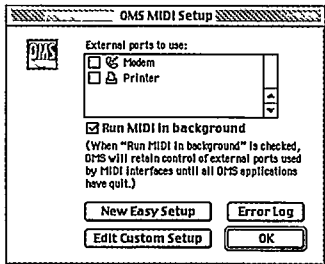 OMS MIDI Setup
OMS
External ports to use:
Modem
Printer
Run MIDI in background
(When "Run MIDI in background" is checked,
OMS will retain control of external ports used
by MIDI interfaces until all OMS applications
have quit.)
New Easy Setup
Error Log
Edit Custom Setup
OK